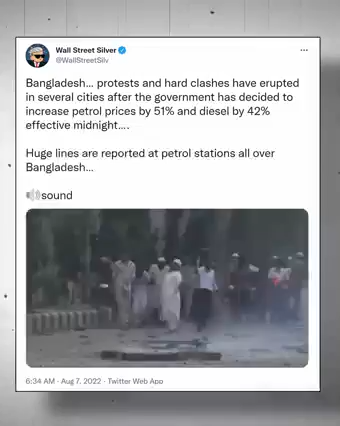 Wall Street Silver
@WallStreetSilv
Bangladesh... protests and hard clashes have erupted
in several cities after the government has decided to
increase petrol prices by 51% and diesel by 42%
effective midnight....
Huge lines are reported at petrol stations all over
Bangladesh...
🔊sound
6:34 AM · Aug 7, 2022 · Twitter Web App